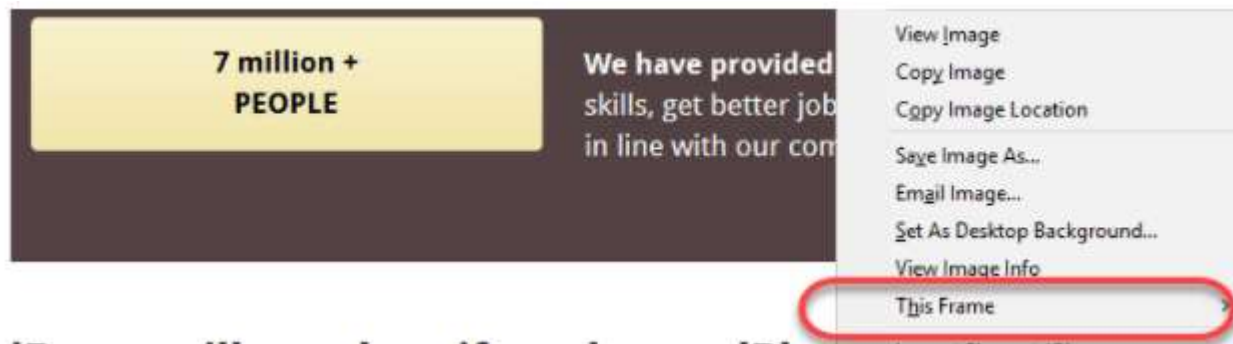 7 million +
PEOPLE
We have provided
skills, get better job
in line with our com
View Image
Copy Image
Copy Image Location
Save Image As...
Email Image...
Set As Desktop Background...
View Image Info
This Frame